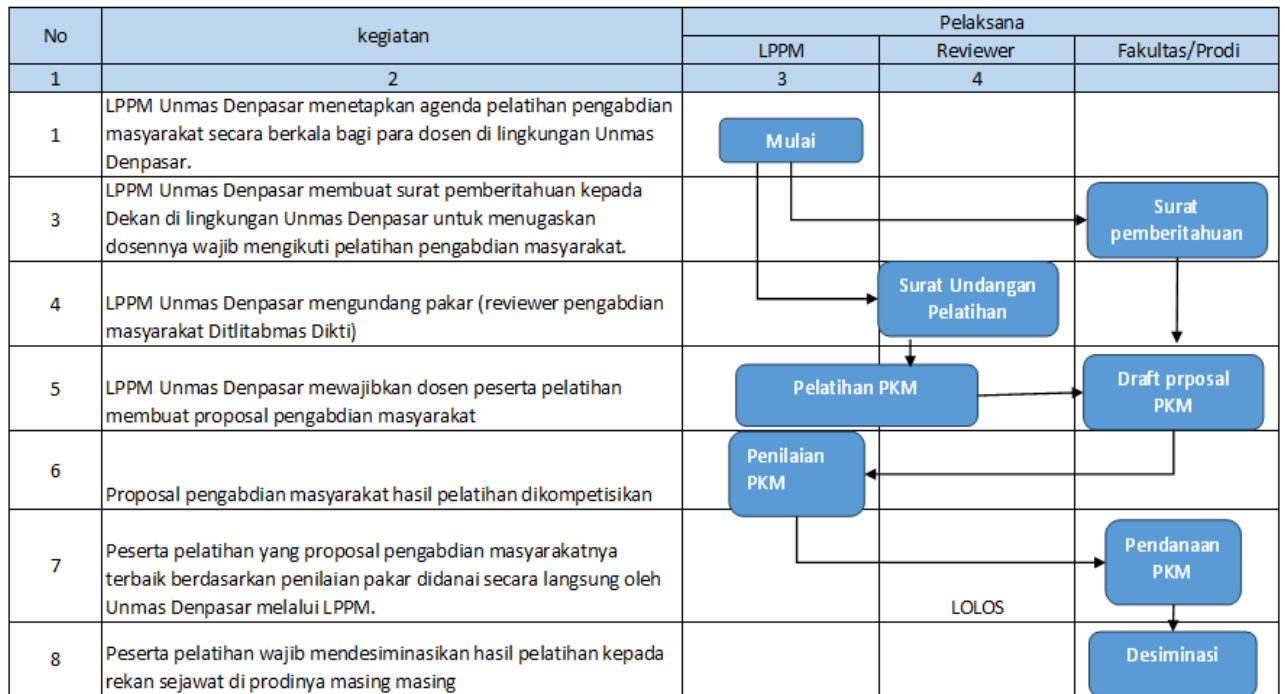 No
kegiatan
Pelaksana
LPPM
Reviewer
Fakultas/Prodi
1
2
3
4
1
LPPM Unmas Denpasar menetapkan agenda pelatihan pengabdian
masyarakat secara berkala bagi para dosen di lingkungan Unmas
Denpasar.
Mulai
3
LPPM Unmas Denpasar membuat surat pemberitahuan kepada
Dekan di lingkungan Unmas Denpasar untuk menugaskan
dosennya wajib mengikuti pelatihan pengabdian masyarakat.
Surat
pemberitahuan
4
LPPM Unmas Denpasar mengundang pakar (reviewer pengabdian
masyarakat Ditlitabmas Dikti)
Surat Undangan
Pelatihan
5
LPPM Unmas Denpasar mewajibkan dosen peserta pelatihan
membuat proposal pengabdian masyarakat
Pelatihan PKM
Draft prposal
PKM
6
Proposal pengabdian masyarakat hasil pelatihan dikompetisikan
Penilaian
PKM
7
Peserta pelatihan yang proposal pengabdian masyarakatnya
terbaik berdasarkan penilaian pakar didanai secara langsung oleh
Unmas Denpasar melalui LPPM.
LOLOS
Pendanaan
PKM
8
Peserta pelatihan wajib mendesiminasikan hasil pelatihan kepada
rekan sejawat di prodinya masing masing
Desiminasi